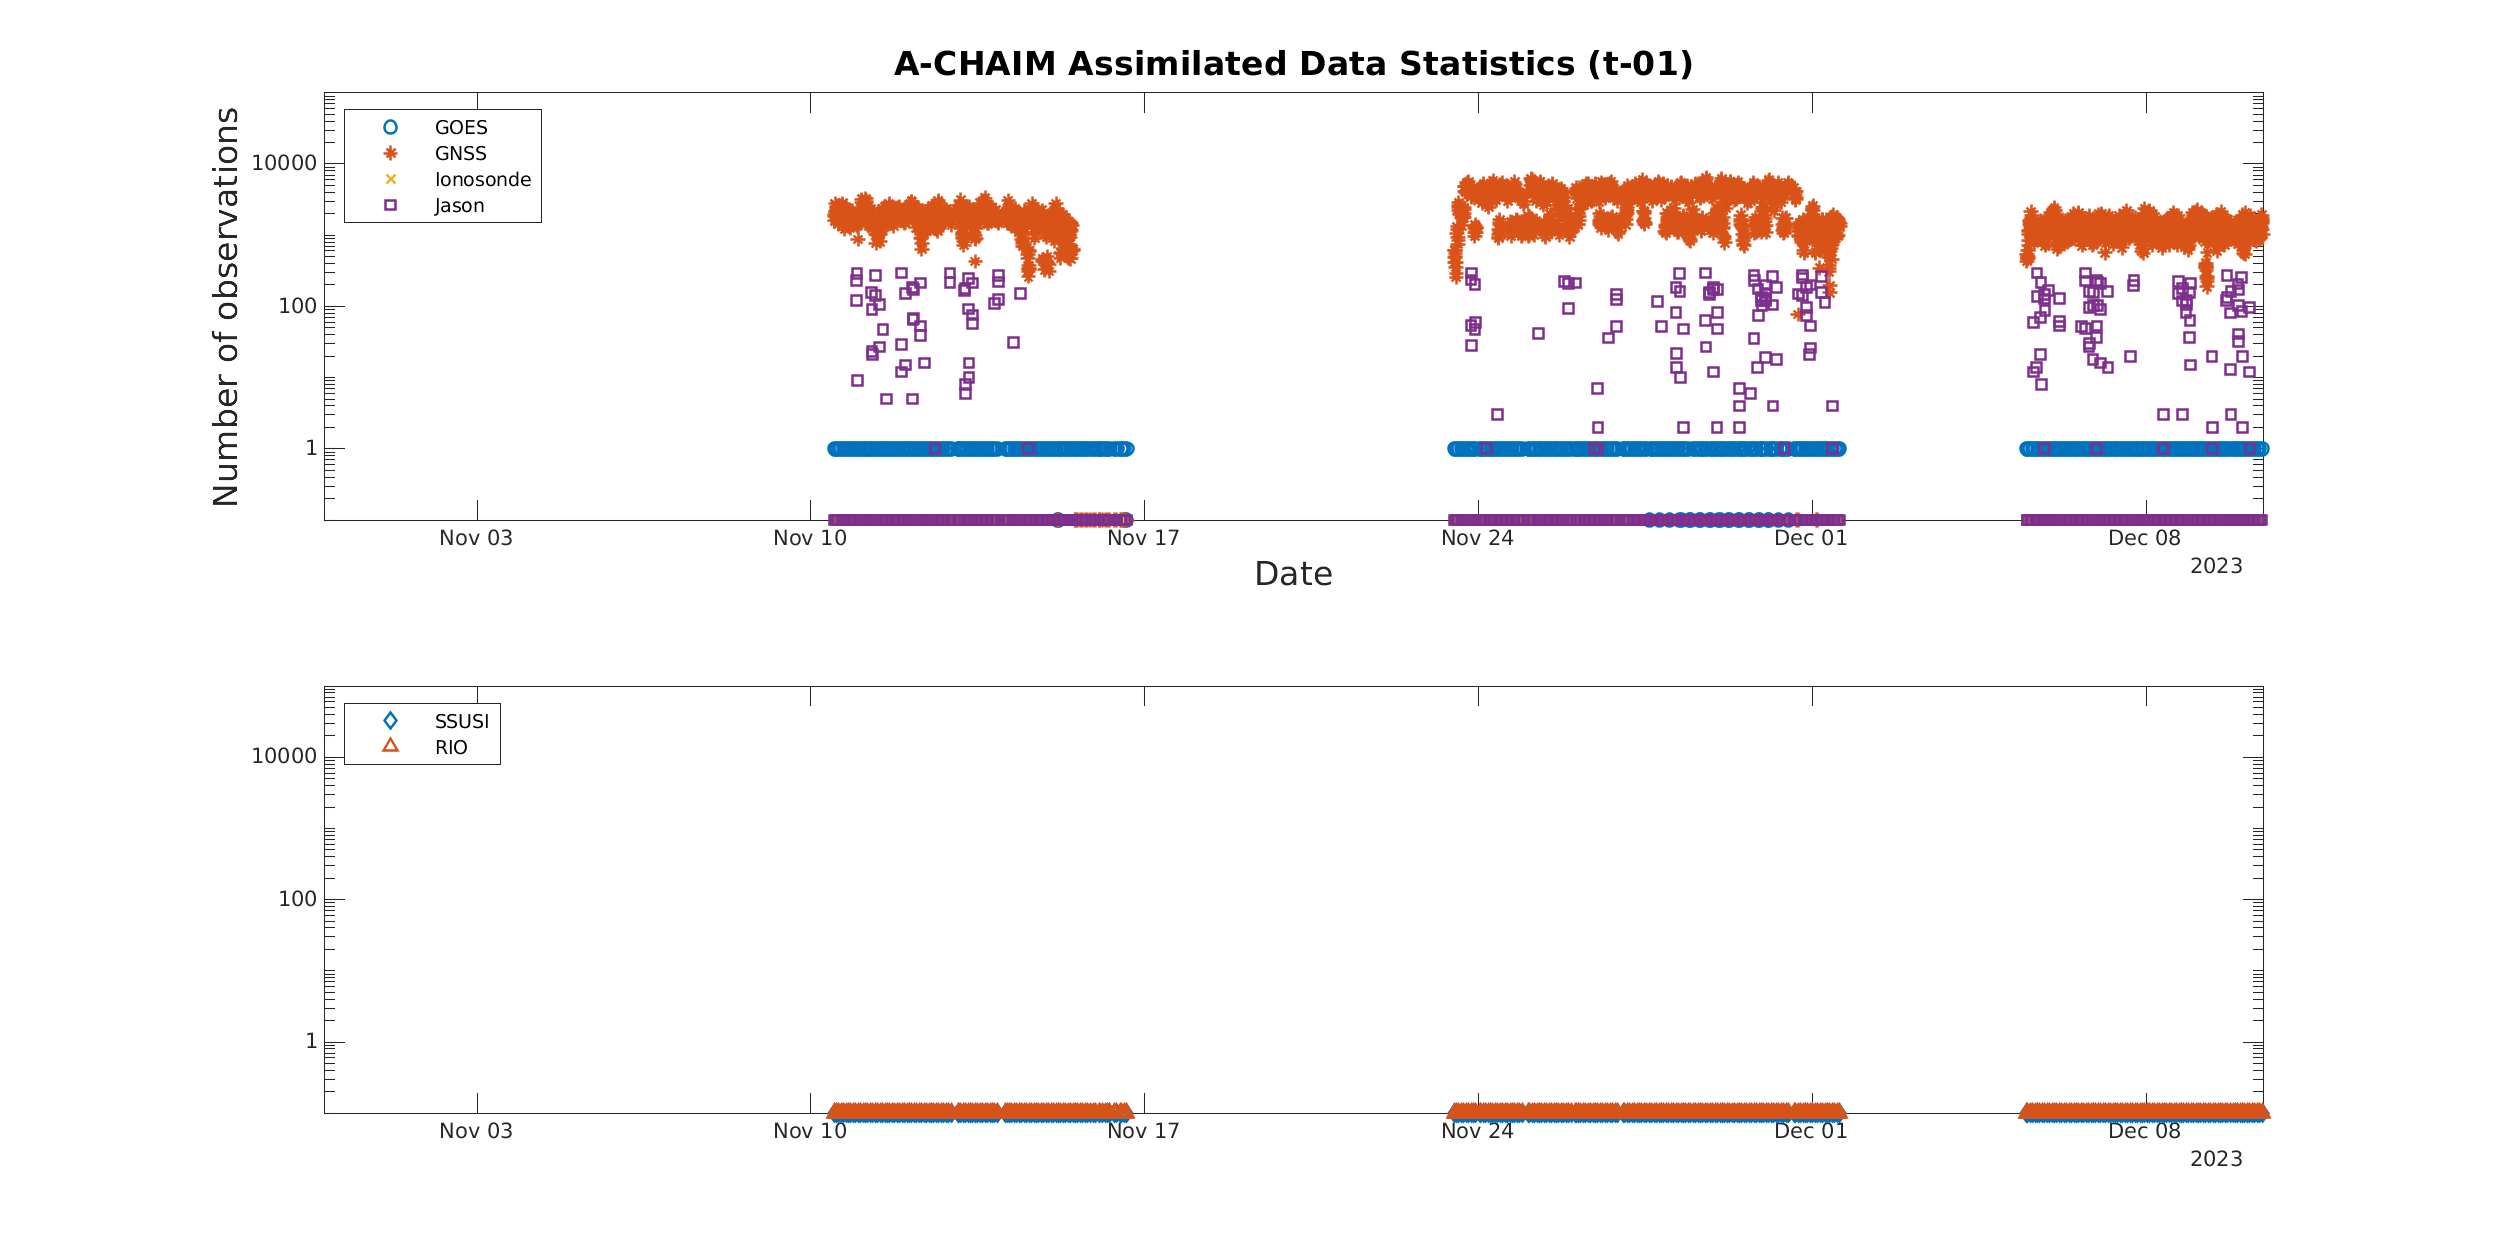 A-CHAIM Assimilated Data Statistics (t-01)
Number of observations
10000
100
1
GOES
GNSS
Ionosonde
Jason
Nov 03
Nov 10
Nov 17
Nov 24
Dec 01
Dec 08
2023
Date
10000
100
1
SSUSI
RIO
Nov 03
Nov 10
Nov 17
Nov 24
Dec 01
Dec 08
2023